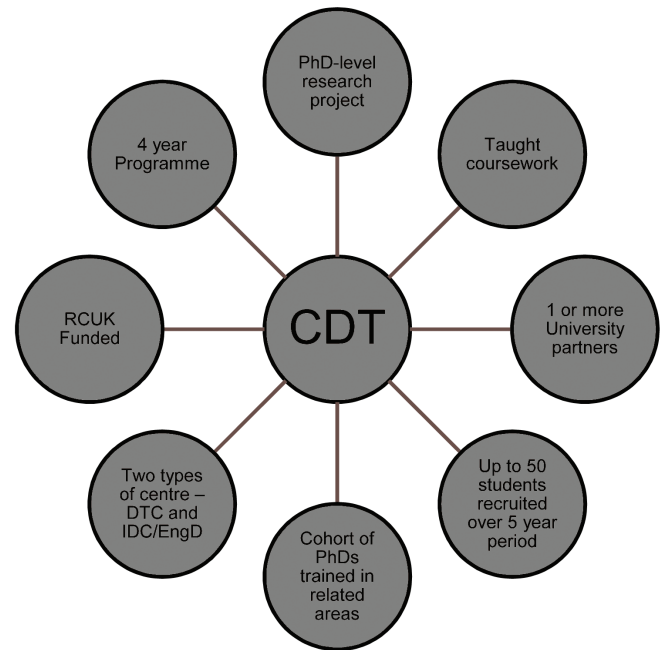 PhD-level
research
project
4 year
Programme
Taught
coursework
RCUK
Funded
CDT
1 or more
University
partners
Two types
of centre –
DTC and
IDC/EngD
Cohort of
PhDs
trained in
related
areas
Up to 50
students
recruited
over 5 year
period